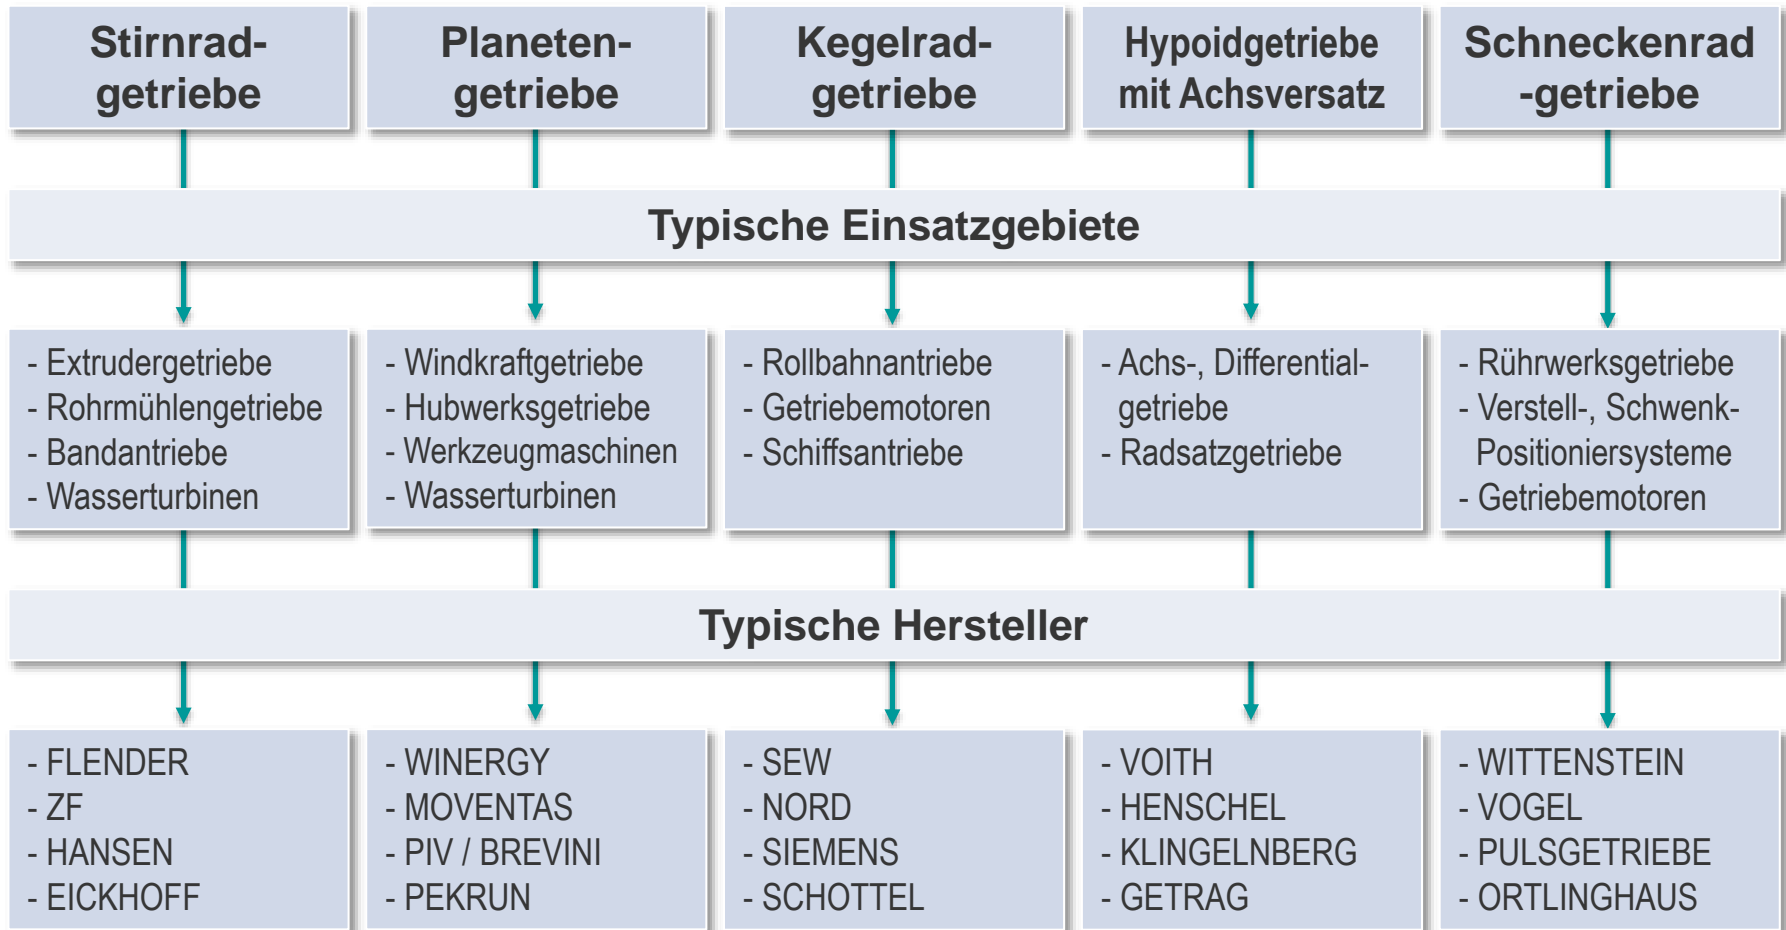 Stirnrad-
getriebe
Planeten-
getriebe
Kegelrad-
getriebe
Hypoidgetriebe
mit Achsversatz
Schneckenrad
-getriebe
Typische Einsatzgebiete
- Extrudergetriebe
- Rohrmühlengetriebe
- Bandantriebe
- Wasserturbinen
- Windkraftgetriebe
- Hubwerksgetriebe
- Werkzeugmaschinen
- Wasserturbinen
- Rollbahnantriebe
- Getriebemotoren
- Schiffsantriebe
- Achs-, Differential-
getriebe
- Radsatzgetriebe
- Rührwerksgetriebe
- Verstell-, Schwenk-
Positioniersysteme
- Getriebemotoren
Typische Hersteller
- FLENDER
- ZF
- HANSEN
- EICKHOFF
- WINERGY
- MOVENTAS
- PIV / BREVINI
- PEKRUN
- SEW
- NORD
- SIEMENS
- SCHOTTEL
- VOITH
- HENSCHEL
- KLINGELNBERG
- GETRAG
- WITTENSTEIN
- VOGEL
- PULSGETRIEBE
- ORTLINGHAUS